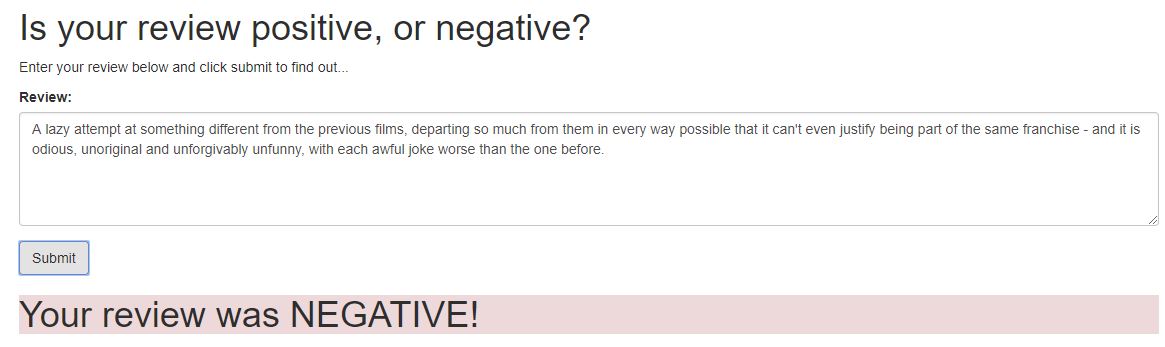 Is your review positive, or negative?
Enter your review below and click submit to find out...
Review:
A lazy attempt at something different from the previous films, departing so much from them in every way possible that it can't even justify being part of the same franchise - and it is
odious, unoriginal and unforgivably unfunny, with each awful joke worse than the one before.
Submit
Your review was NEGATIVE!